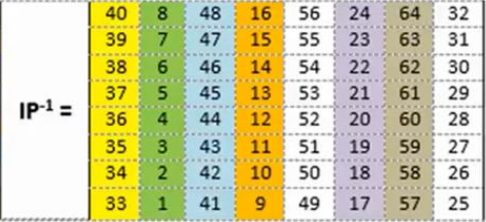 40 8 48 16 56 24 64 32
39 7 47 15 55 23 63 31
38 6 46 14 54 22 62 30
37 5 45 13 53 21 61 29
IP⁻¹ =
36 4 44 12 52 20 60 28
35 3 43 11 51 19 59 27
34 2 42 10 50 18 58 26
33 1 41 9 49 17 57 25